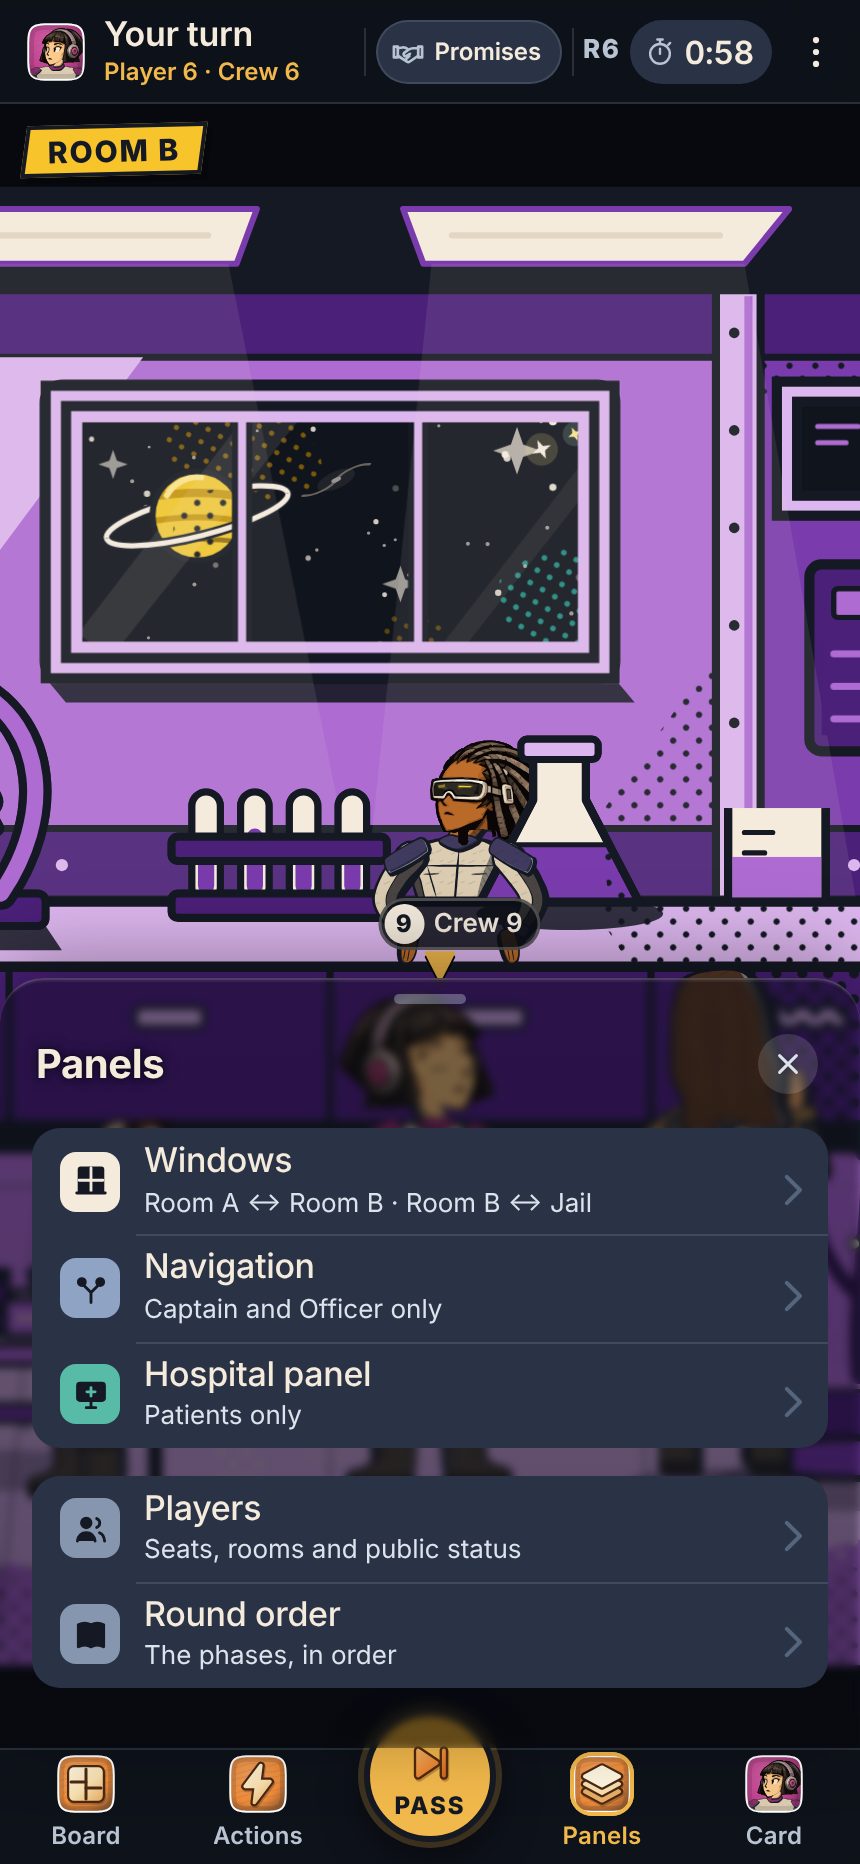 Your turn
Player 6 · Crew 6
Promises
R6
0:58
ROOM B
9 Crew 9
Panels
Windows
Room A ↔ Room B · Room B ↔ Jail
Navigation
Captain and Officer only
Hospital panel
Patients only
Players
Seats, rooms and public status
Round order
The phases, in order
Board
Actions
PASS
Panels
Card